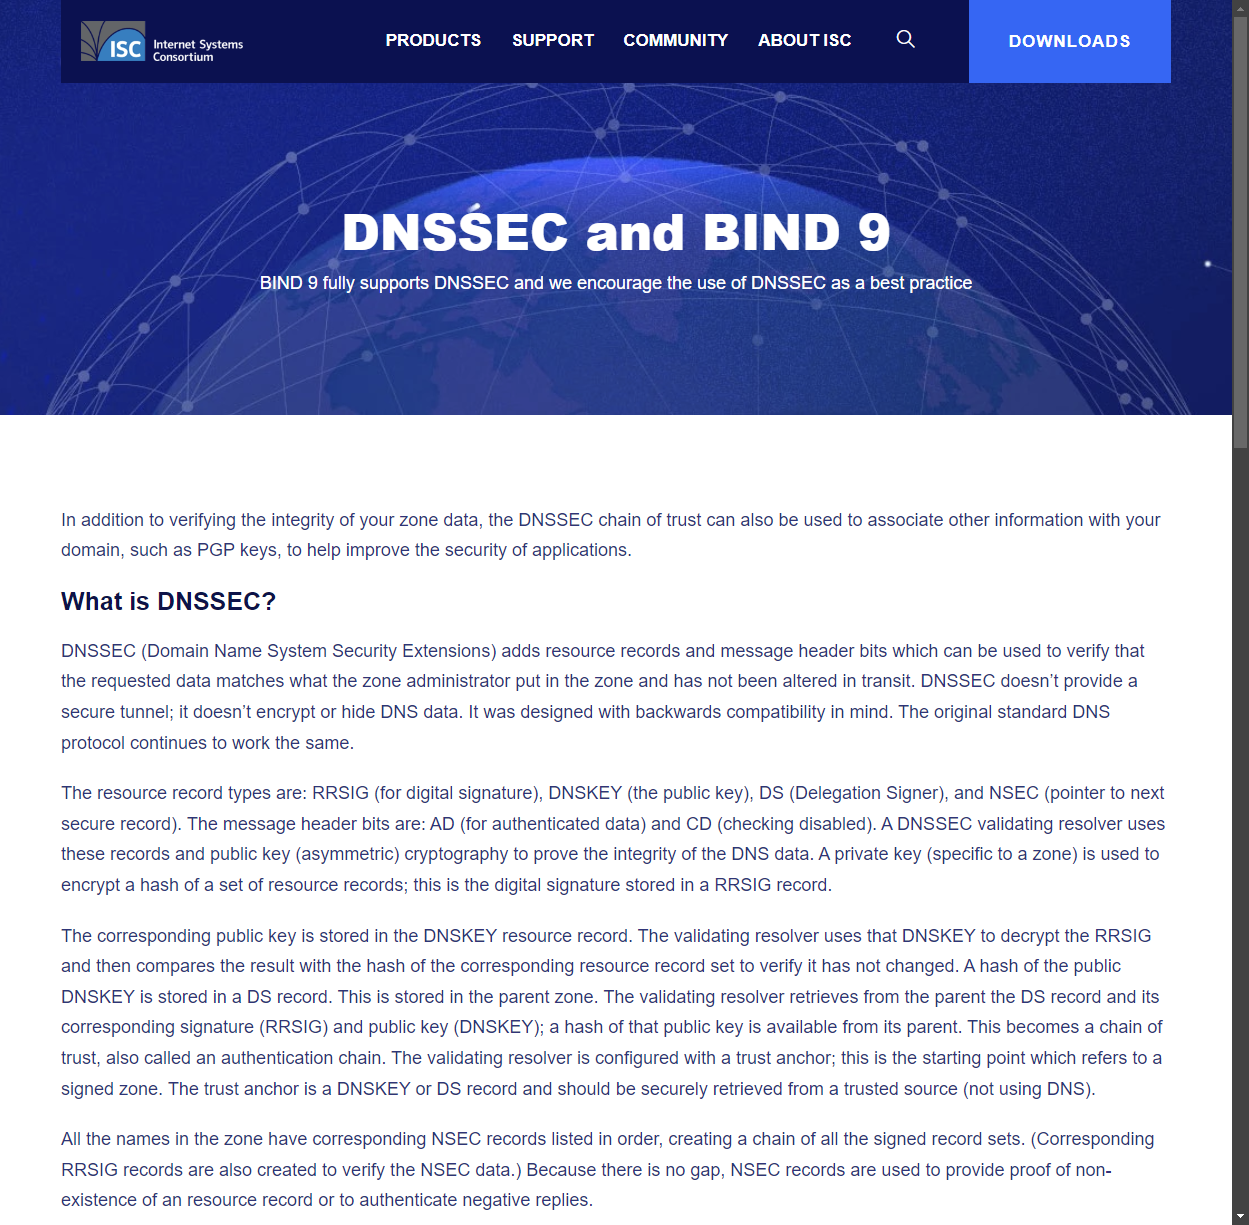 ISC Internet Systems Consortium
PRODUCTS SUPPORT COMMUNITY ABOUT ISC DOWNLOADS
DNSSEC and BIND 9
BIND 9 fully supports DNSSEC and we encourage the use of DNSSEC as a best practice
In addition to verifying the integrity of your zone data, the DNSSEC chain of trust can also be used to associate other information with your
domain, such as PGP keys, to help improve the security of applications.
What is DNSSEC?
DNSSEC (Domain Name System Security Extensions) adds resource records and message header bits which can be used to verify that
the requested data matches what the zone administrator put in the zone and has not been altered in transit. DNSSEC doesn’t provide a
secure tunnel; it doesn’t encrypt or hide DNS data. It was designed with backwards compatibility in mind. The original standard DNS
protocol continues to work the same.
The resource record types are: RRSIG (for digital signature), DNSKEY (the public key), DS (Delegation Signer), and NSEC (pointer to next
secure record). The message header bits are: AD (for authenticated data) and CD (checking disabled). A DNSSEC validating resolver uses
these records and public key (asymmetric) cryptography to prove the integrity of the DNS data. A private key (specific to a zone) is used to
encrypt a hash of a set of resource records; this is the digital signature stored in a RRSIG record.
The corresponding public key is stored in the DNSKEY resource record. The validating resolver uses that DNSKEY to decrypt the RRSIG
and then compares the result with the hash of the corresponding resource record set to verify it has not changed. A hash of the public
DNSKEY is stored in a DS record. This is stored in the parent zone. The validating resolver retrieves from the parent the DS record and its
corresponding signature (RRSIG) and public key (DNSKEY); a hash of that public key is available from its parent. This becomes a chain of
trust, also called an authentication chain. The validating resolver is configured with a trust anchor; this is the starting point which refers to a
signed zone. The trust anchor is a DNSKEY or DS record and should be securely retrieved from a trusted source (not using DNS).
All the names in the zone have corresponding NSEC records listed in order, creating a chain of all the signed record sets. (Corresponding
RRSIG records are also created to verify the NSEC data.) Because there is no gap, NSEC records are used to provide proof of non-
existence of an resource record or to authenticate negative replies.